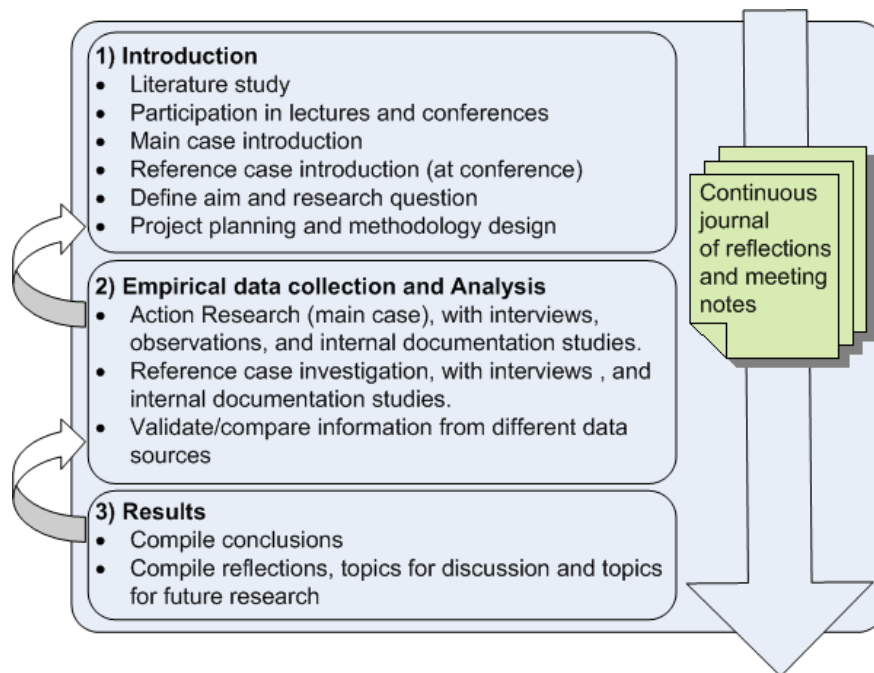 1) Introduction
• Literature study
• Participation in lectures and conferences
• Main case introduction
• Reference case introduction (at conference)
• Define aim and research question
• Project planning and methodology design
2) Empirical data collection and Analysis
• Action Research (main case), with interviews,
observations, and internal documentation studies.
• Reference case investigation, with interviews , and
internal documentation studies.
• Validate/compare information from different data
sources
3) Results
• Compile conclusions
• Compile reflections, topics for discussion and topics
for future research
Continuous
journal
of reflections
and meeting
notes